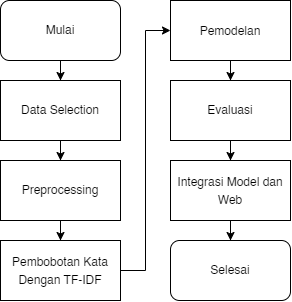 Mulai
Data Selection
Preprocessing
Pembobotan Kata
Dengan TF-IDF
Pemodelan
Evaluasi
Integrasi Model dan
Web
Selesai